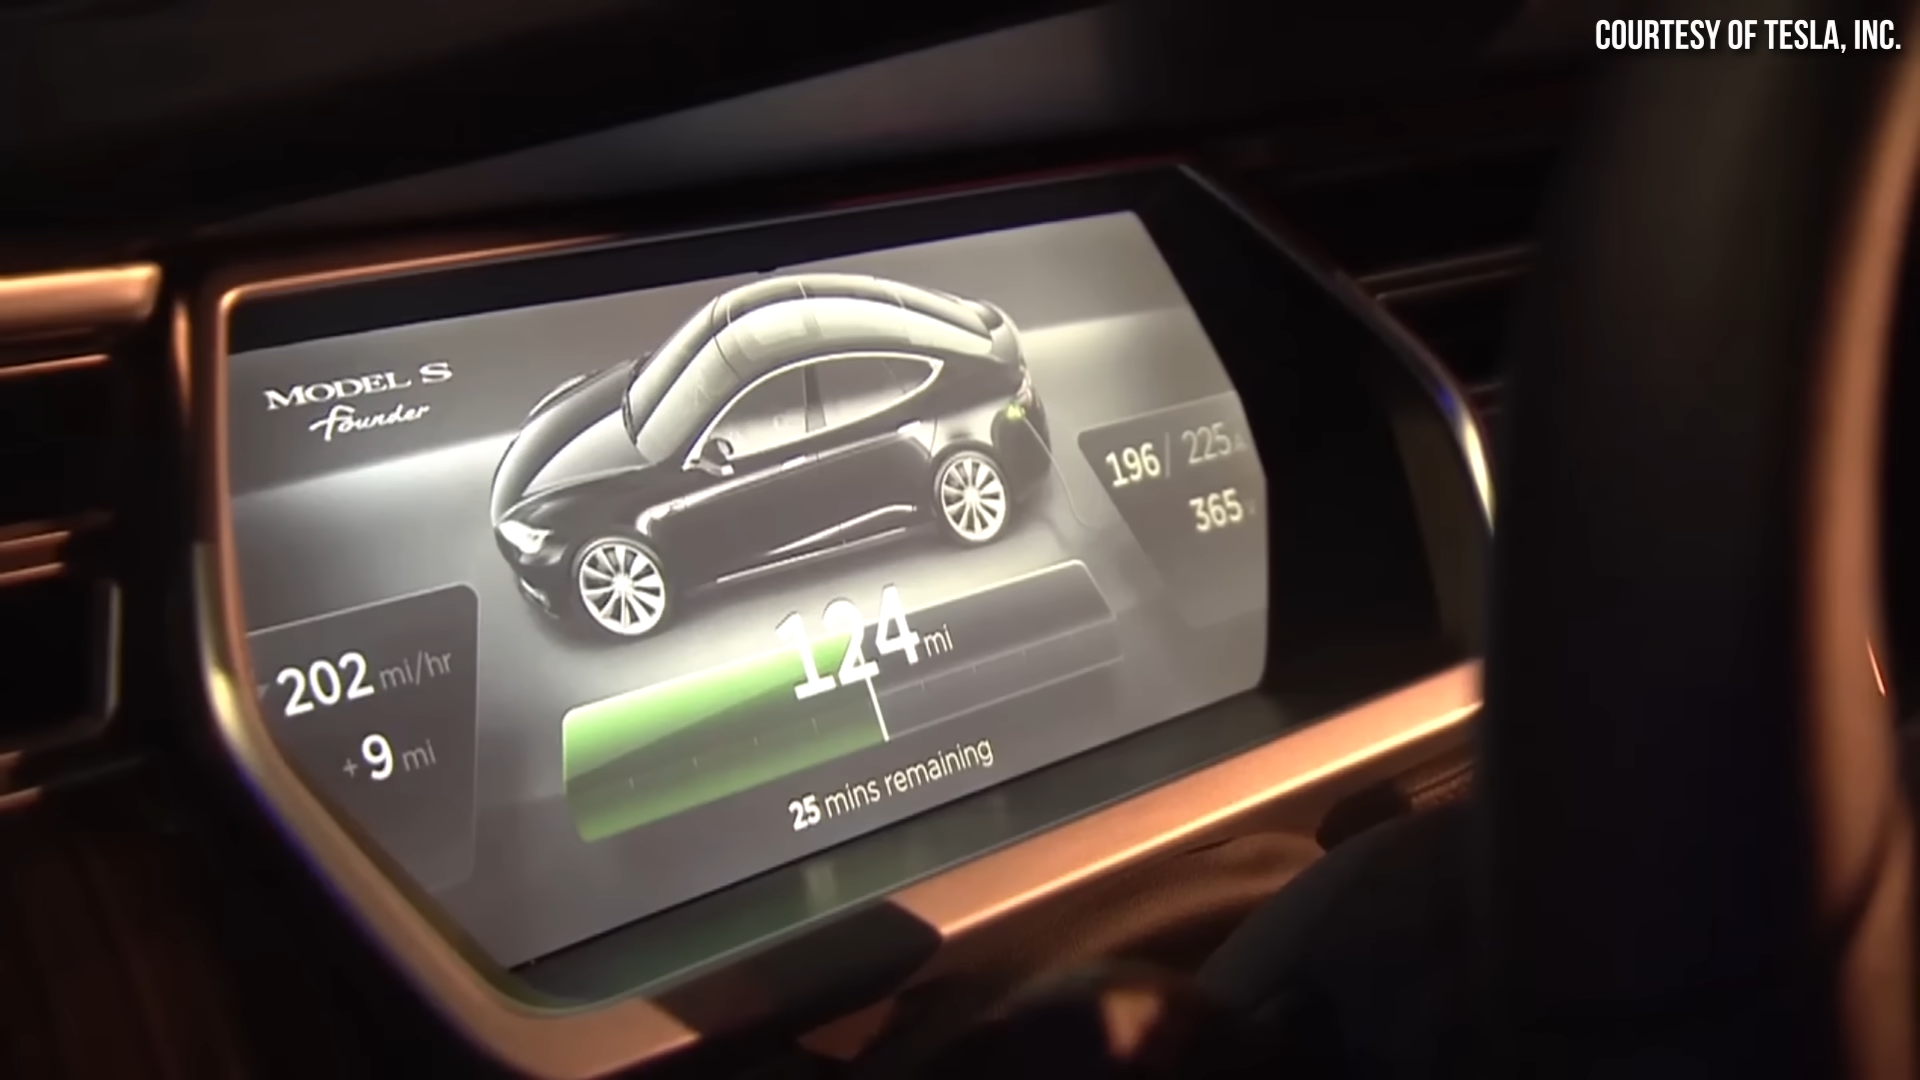 COURTESY OF TESLA, INC.
MODEL S
Founder
196 / 225 A
365 V
202 mi/hr
+9 mi
124 mi
25 mins remaining